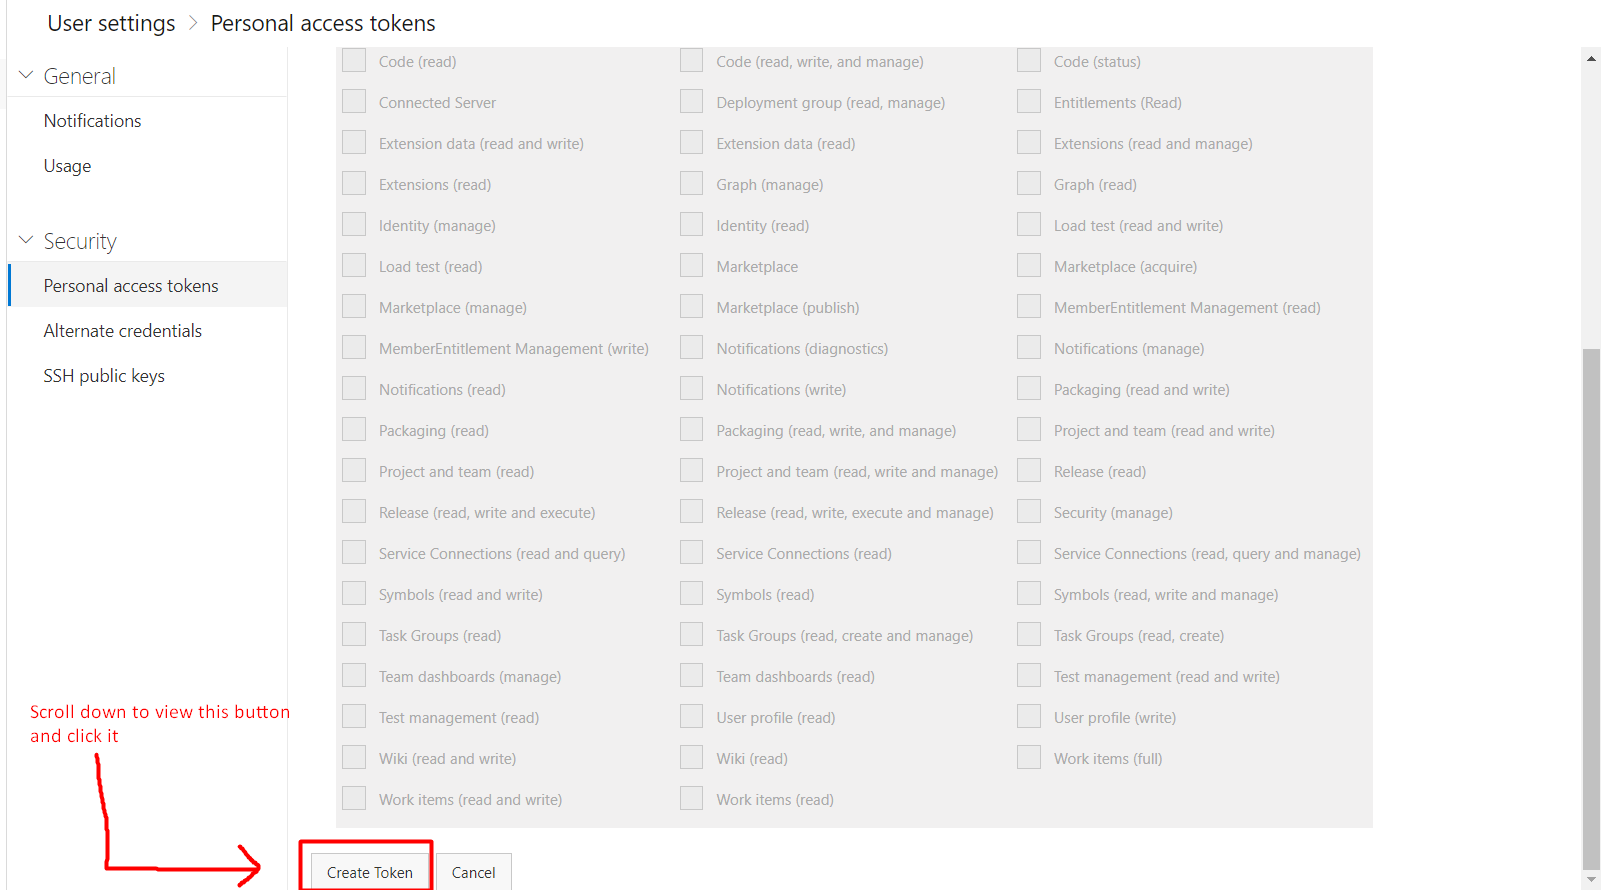 User settings > Personal access tokens
General
Notifications
Usage
Security
Personal access tokens
Alternate credentials
SSH public keys
Code (read) Code (read, write, and manage) Code (status)
Connected Server Deployment group (read, manage) Entitlements (Read)
Extension data (read and write) Extension data (read) Extensions (read and manage)
Extensions (read) Graph (manage) Graph (read)
Identity (manage) Identity (read) Load test (read and write)
Load test (read) Marketplace Marketplace (acquire)
Marketplace (manage) Marketplace (publish) MemberEntitlement Management (read)
MemberEntitlement Management (write) Notifications (diagnostics) Notifications (manage)
Notifications (read) Notifications (write) Packaging (read and write)
Packaging (read) Packaging (read, write, and manage) Project and team (read and write)
Project and team (read) Project and team (read, write and manage) Release (read)
Release (read, write and execute) Release (read, write, execute and manage) Security (manage)
Service Connections (read and query) Service Connections (read) Service Connections (read, query and manage)
Symbols (read and write) Symbols (read) Symbols (read, write and manage)
Task Groups (read) Task Groups (read, create and manage) Task Groups (read, create)
Team dashboards (manage) Team dashboards (read) Test management (read and write)
Test management (read) User profile (read) User profile (write)
Wiki (read and write) Wiki (read) Work items (full)
Work items (read and write) Work items (read)
Scroll down to view this button
and click it
Create Token Cancel